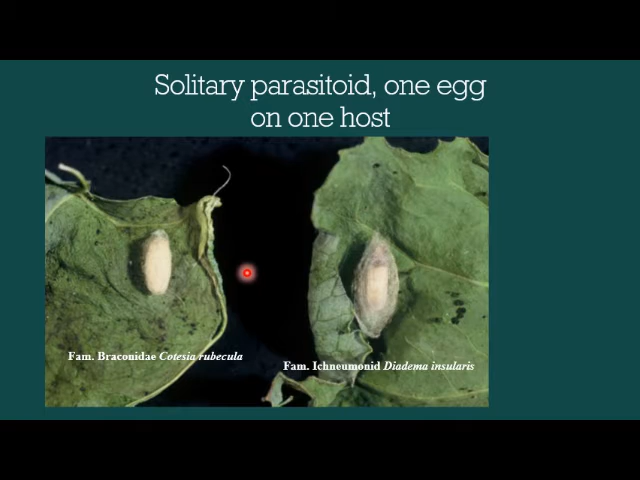 Solitary parasitoid, one egg
on one host
Fam. Braconidae Cotesia rubecula
Fam. Ichneumonid Diadema insularis